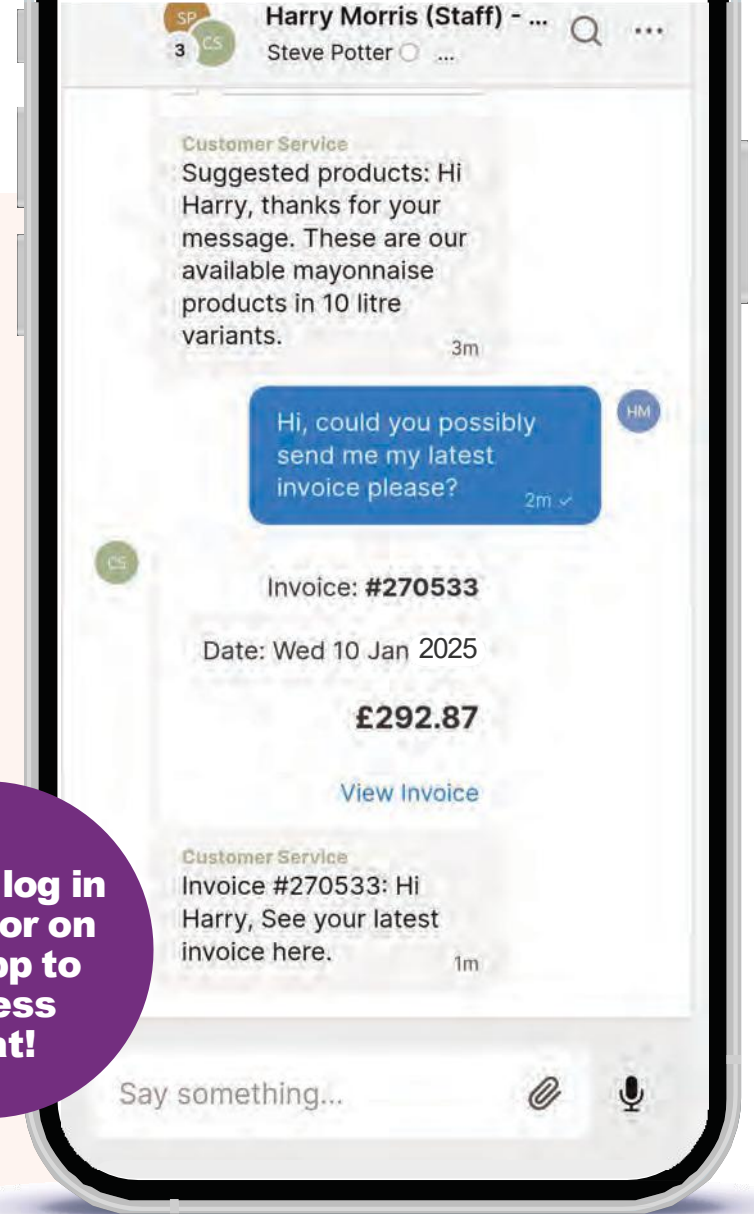 SP
3
CS
Harry Morris (Staff) - ...
Steve Potter ...
Customer Service
Suggested products: Hi
Harry, thanks for your
message. These are our
available mayonnaise
products in 10 litre
variants.
3m
HM
Hi, could you possibly
send me my latest
invoice please?
2m
CS
Invoice: #270533
Date: Wed 10 Jan 2025
£292.87
View Invoice
Customer Service
Invoice #270533: Hi
Harry, See your latest
invoice here.
1m
log in
or on
to
Say something...